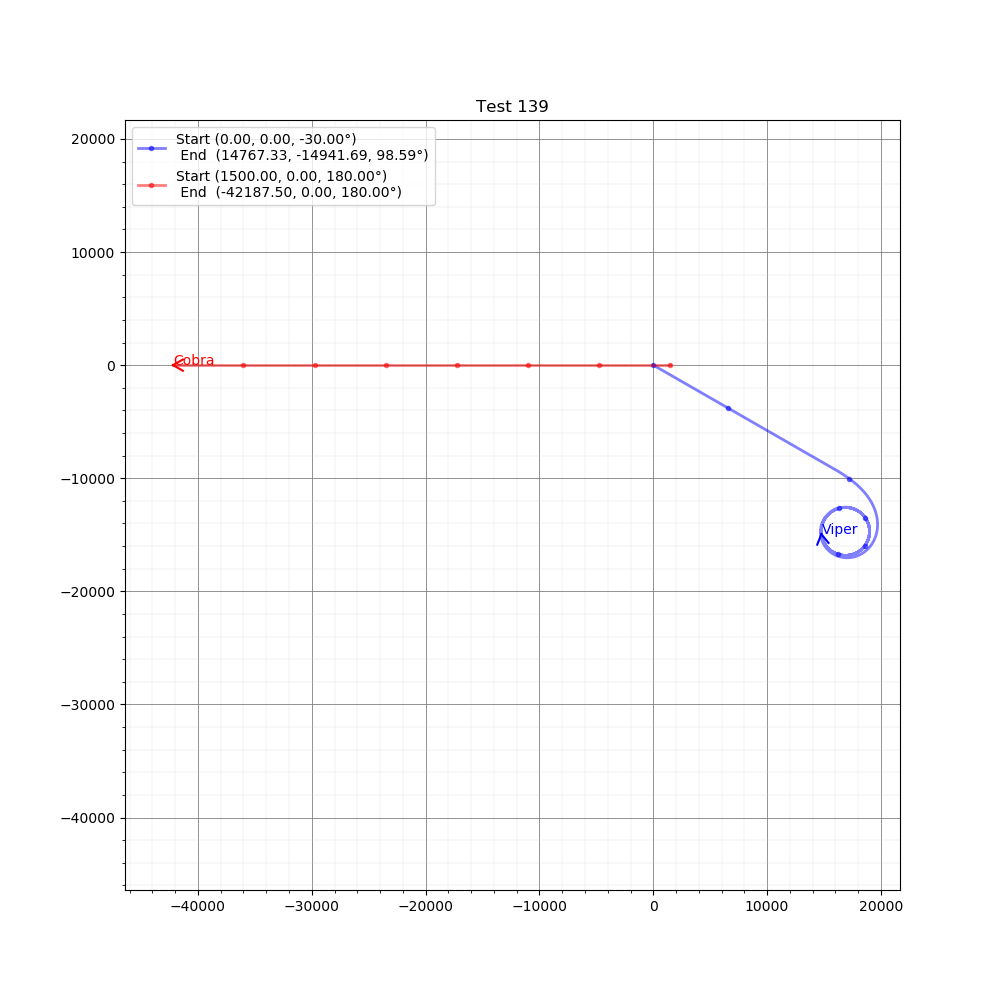 Test 139
Start (0.00, 0.00, -30.00°)
End (14767.33, -14941.69, 98.59°)
Start (1500.00, 0.00, 180.00°)
End (-42187.50, 0.00, 180.00°)
20000
10000
0
−10000
−20000
−30000
−40000
Cobra
Viper
−40000
−30000
−20000
−10000
0
10000
20000